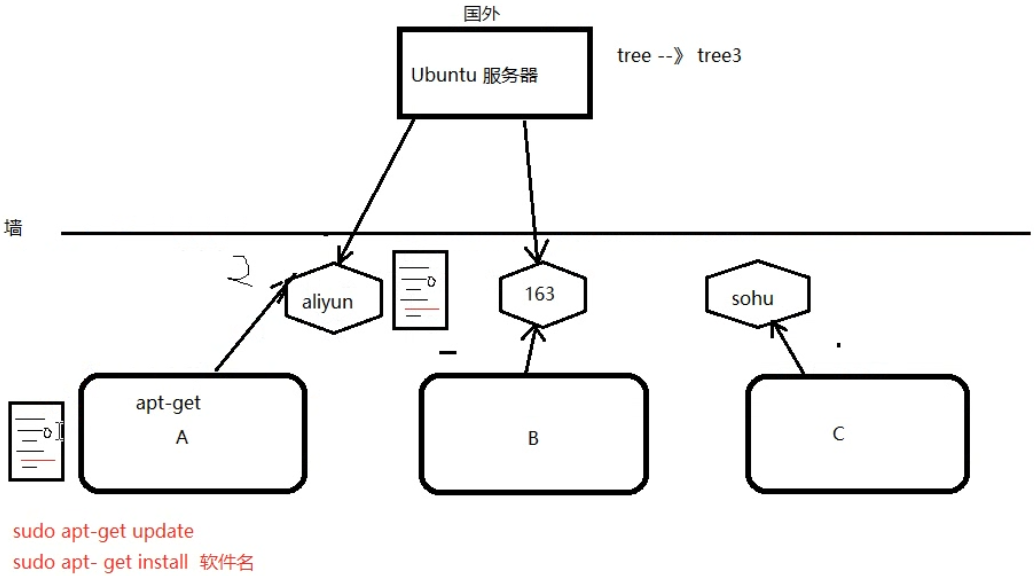 国外
Ubuntu 服务器
tree --》 tree3
墙
2
aliyun
163
sohu
apt-get
A
B
C
sudo apt-get update
sudo apt- get install 软件名